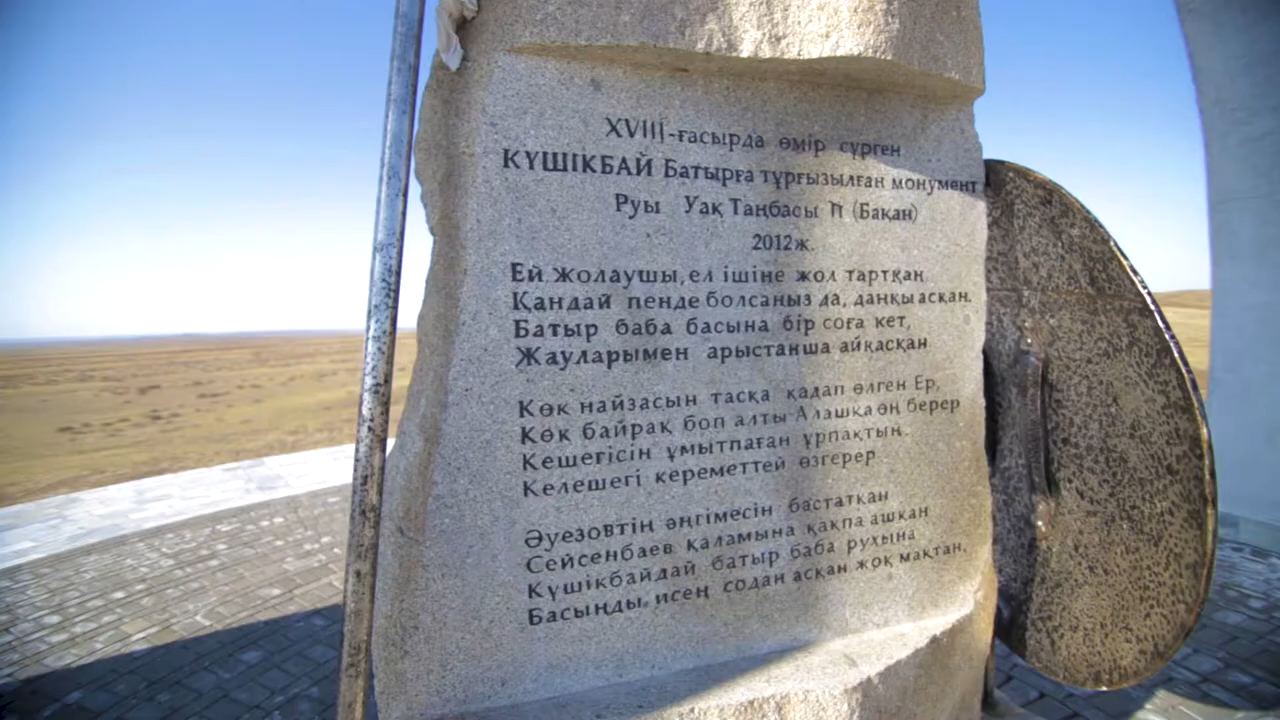 XVIII-ғасырда өмір сүрген
КҮШІКБАЙ Батырға тұрғызылған монумент
Руы Уақ Таңбасы П (Бақан)
2012ж.
Ей, жолаушы, ел ішіне жол тартқан,
Қандай пенде болсаңыз да, данқы асқан.
Батыр баба басына бір соға кет,
Жауларымен арыстанша айқасқан
Көк найзасын тасқа қадап өлген Ер,
Көк байрақ боп алты Алашқа өң берер
Кешегісін ұмытпаған ұрпақтың.
Келешегі кереметтей өзгерер
Әуезовтің әңгімесін бастатқан
Сейсенбаев қаламына қақпа ашқан
Күшікбайдай батыр баба рухына
Басыңды, исең содан асқан жоқ мақтан.